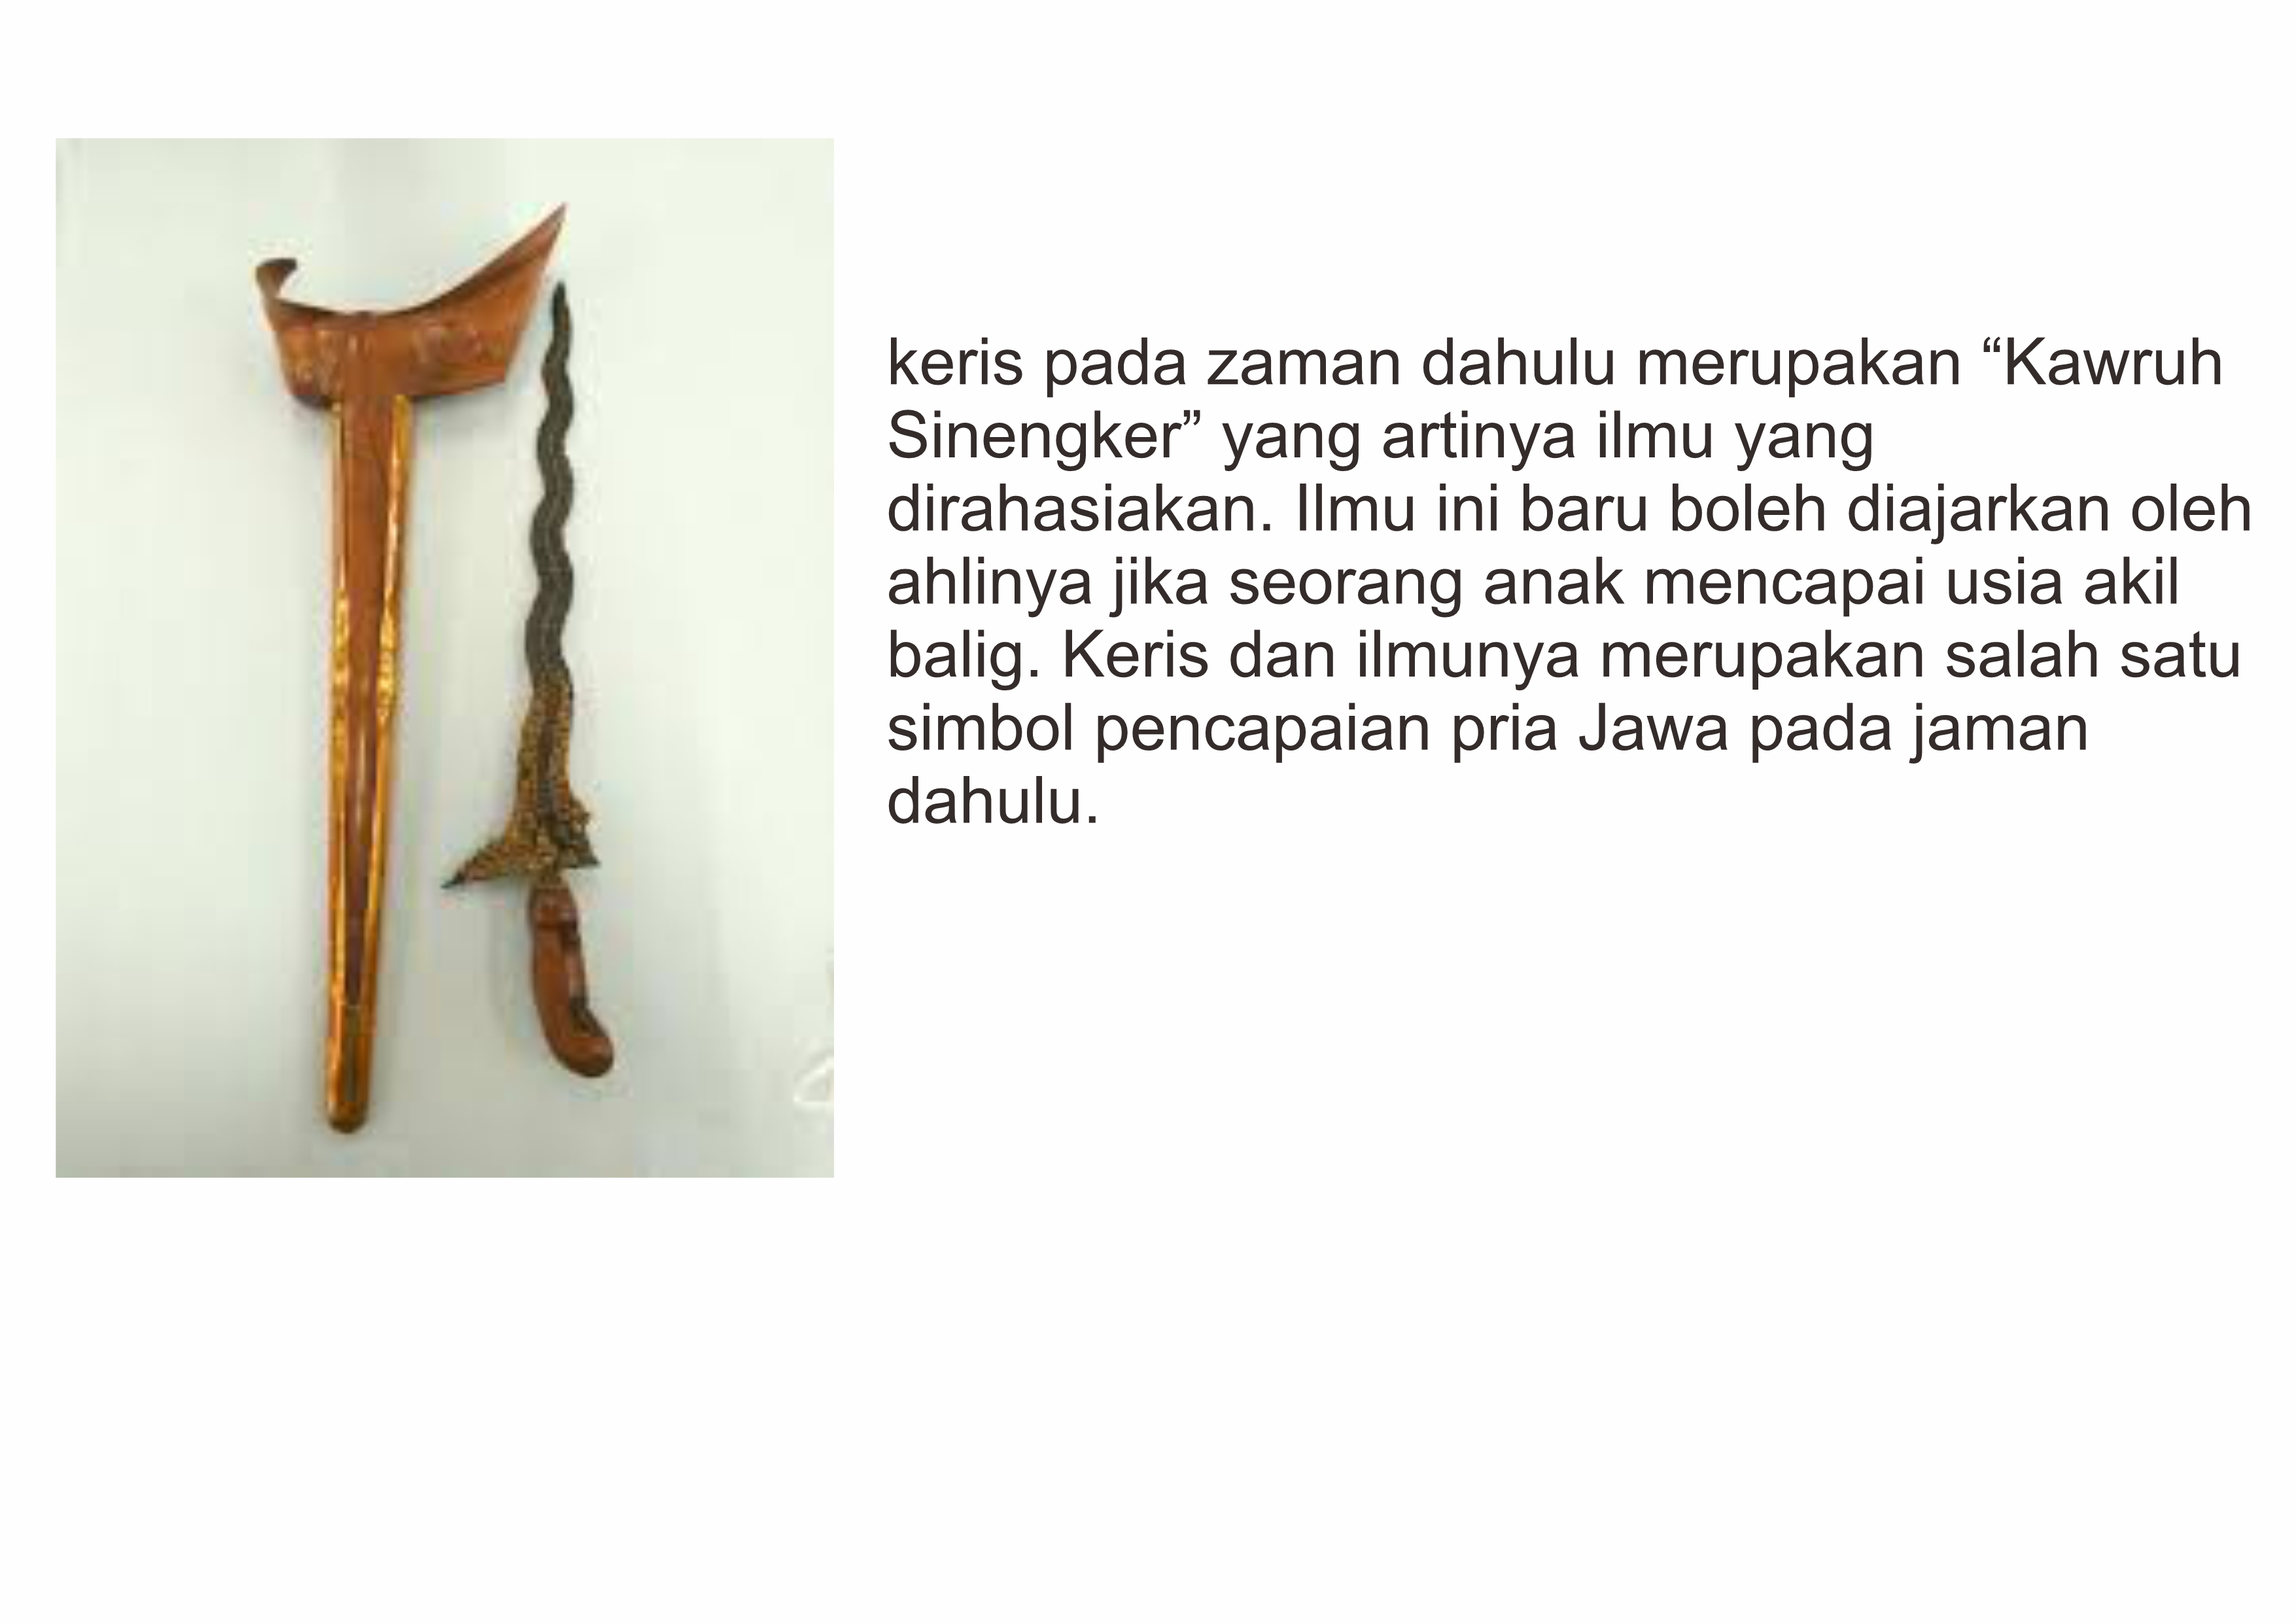 keris pada zaman dahulu merupakan “Kawruh
Sinengker” yang artinya ilmu yang
dirahasiakan. Ilmu ini baru boleh diajarkan oleh
ahlinya jika seorang anak mencapai usia akil
balig. Keris dan ilmunya merupakan salah satu
simbol pencapaian pria Jawa pada jaman
dahulu.